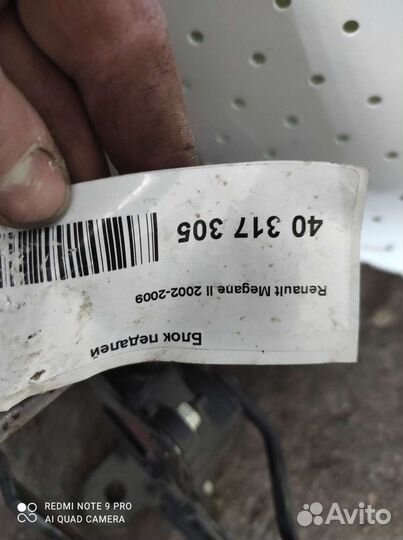 Блок педалей
Renault Megane II 2002-2009
40 317 305
REDMI NOTE 9 PRO
AI QUAD CAMERA
Avito